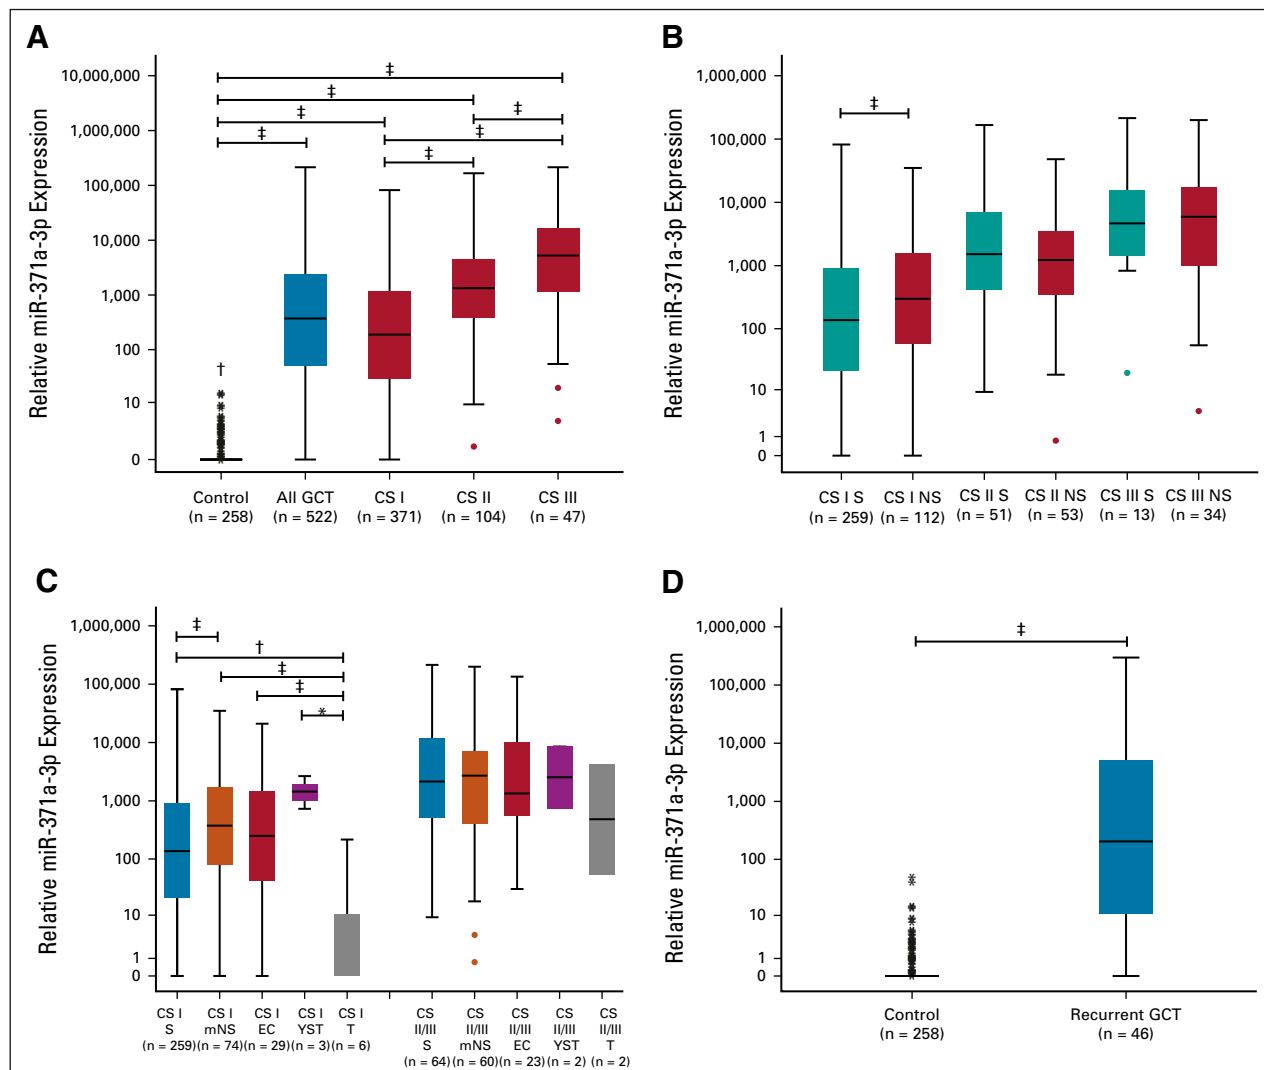 A
Relative miR-371a-3p Expression
10,000,000
1,000,000
100,000
10,000
1,000
100
10
0
‡
‡
‡
‡
‡
‡
‡
†
Control
(n = 258)
All GCT
(n = 522)
CS I
(n = 371)
CS II
(n = 104)
CS III
(n = 47)
B
Relative miR-371a-3p Expression
1,000,000
100,000
10,000
1,000
100
10
1
0
‡
CS I S
(n = 259)
CS I NS
(n = 112)
CS II S
(n = 51)
CS II NS
(n = 53)
CS III S
(n = 13)
CS III NS
(n = 34)
C
Relative miR-371a-3p Expression
1,000,000
100,000
10,000
1,000
100
10
1
0
‡
†
‡
‡
*
CS I
S
(n = 259)
CS I
mNS
(n = 74)
CS I
EC
(n = 29)
CS I
YST
(n = 3)
CS I
T
(n = 6)
CS
II/III
S
(n = 64)
CS
II/III
mNS
(n = 60)
CS
II/III
EC
(n = 23)
CS
II/III
YST
(n = 2)
CS
II/III
T
(n = 2)
D
Relative miR-371a-3p Expression
1,000,000
100,000
10,000
1,000
100
10
1
0
‡
Control
(n = 258)
Recurrent GCT
(n = 46)